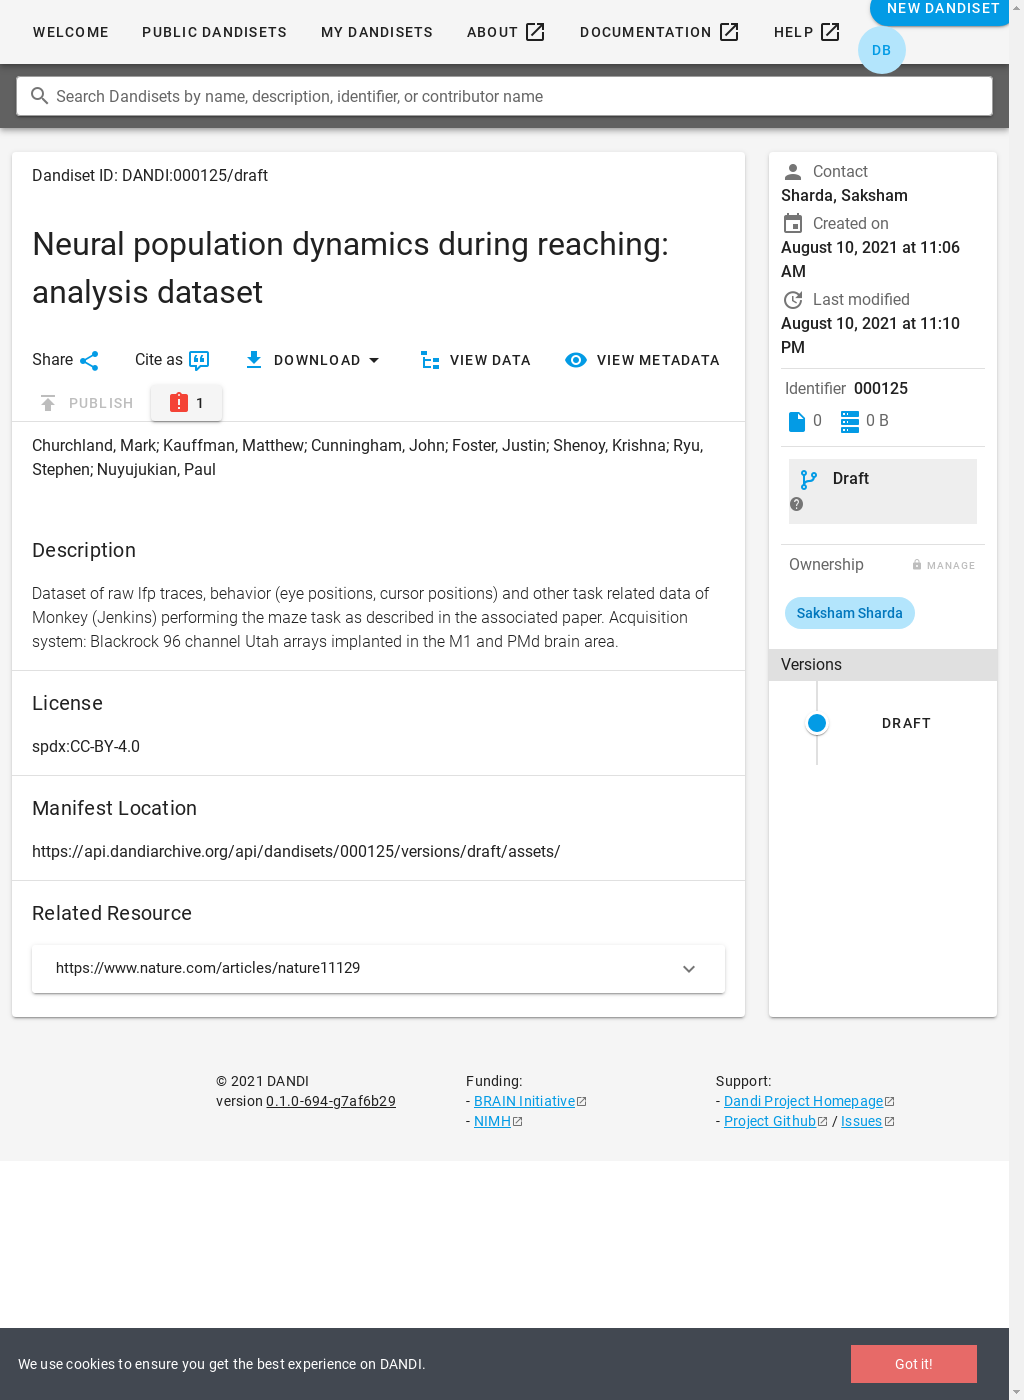 WELCOME
PUBLIC DANDISETS
MY DANDISETS
ABOUT
DOCUMENTATION
HELP
NEW DANDISET
DB
Search Dandisets by name, description, identifier, or contributor name
Dandiset ID: DANDI:000125/draft
Neural population dynamics during reaching:
analysis dataset
Share
Cite as
DOWNLOAD
VIEW DATA
VIEW METADATA
PUBLISH
1
Churchland, Mark; Kauffman, Matthew; Cunningham, John; Foster, Justin; Shenoy, Krishna; Ryu,
Stephen; Nuyujukian, Paul
Description
Dataset of raw lfp traces, behavior (eye positions, cursor positions) and other task related data of
Monkey (Jenkins) performing the maze task as described in the associated paper. Acquisition
system: Blackrock 96 channel Utah arrays implanted in the M1 and PMd brain area.
License
spdx:CC-BY-4.0
Manifest Location
https://api.dandiarchive.org/api/dandisets/000125/versions/draft/assets/
Related Resource
https://www.nature.com/articles/nature11129
Contact
Sharda, Saksham
Created on
August 10, 2021 at 11:06
AM
Last modified
August 10, 2021 at 11:10
PM
Identifier 000125
0
0 B
Draft
Ownership
MANAGE
Saksham Sharda
Versions
DRAFT
© 2021 DANDI
version 0.1.0-694-g7af6b29
Funding:
- BRAIN Initiative
- NIMH
Support:
- Dandi Project Homepage
- Project Github / Issues
We use cookies to ensure you get the best experience on DANDI.
Got it!